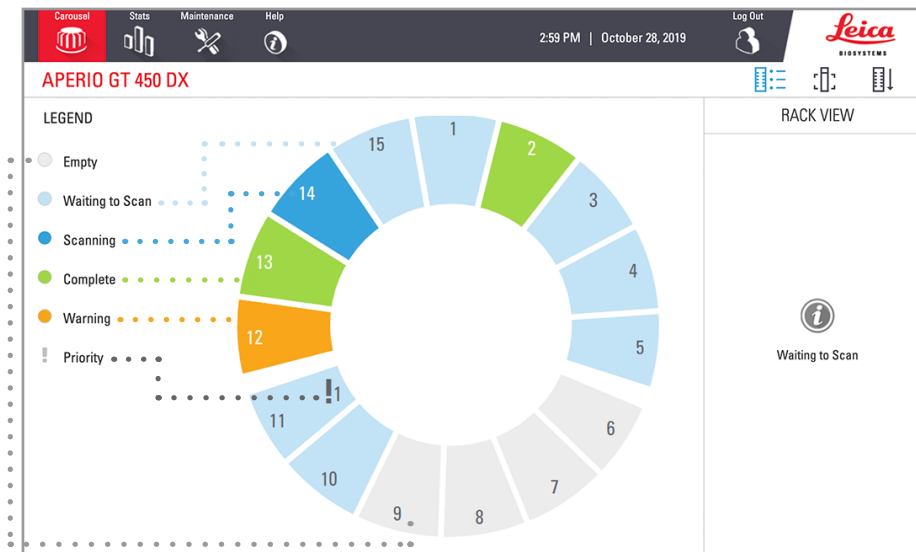 Carousel
Stats
Maintenance
Help
2:59 PM | October 28, 2019
Log Out
Leica
BIOSYSTEMS
APERIO GT 450 DX
LEGEND
Empty
Waiting to Scan
Scanning
Complete
Warning
! Priority
1
2
3
4
5
6
7
8
9
10
11
!1
12
13
14
15
RACK VIEW
Waiting to Scan